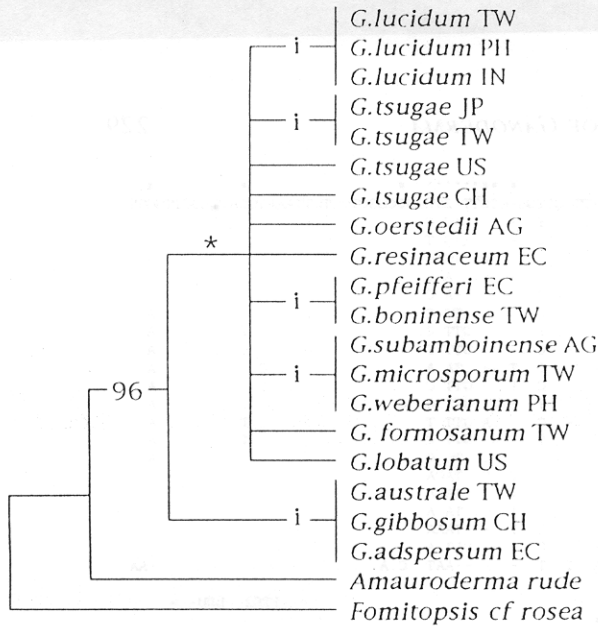 G.lucidum TW
i G.lucidum PH
G.lucidum IN
G.tsugae JP
i
G.tsugae TW
G.tsugae US
G.tsugae CH
G.oerstedii AG
* G.resinaceum EC
G.pfeifferi EC
i
G.boninense TW
G.subamboinense AG
i G.microsporum TW
96 G.weberianum PH
G. formosanum TW
G.lobatum US
G.australe TW
i G.gibbosum CH
G.adspersum EC
Amauroderma rude
Fomitopsis cf rosea